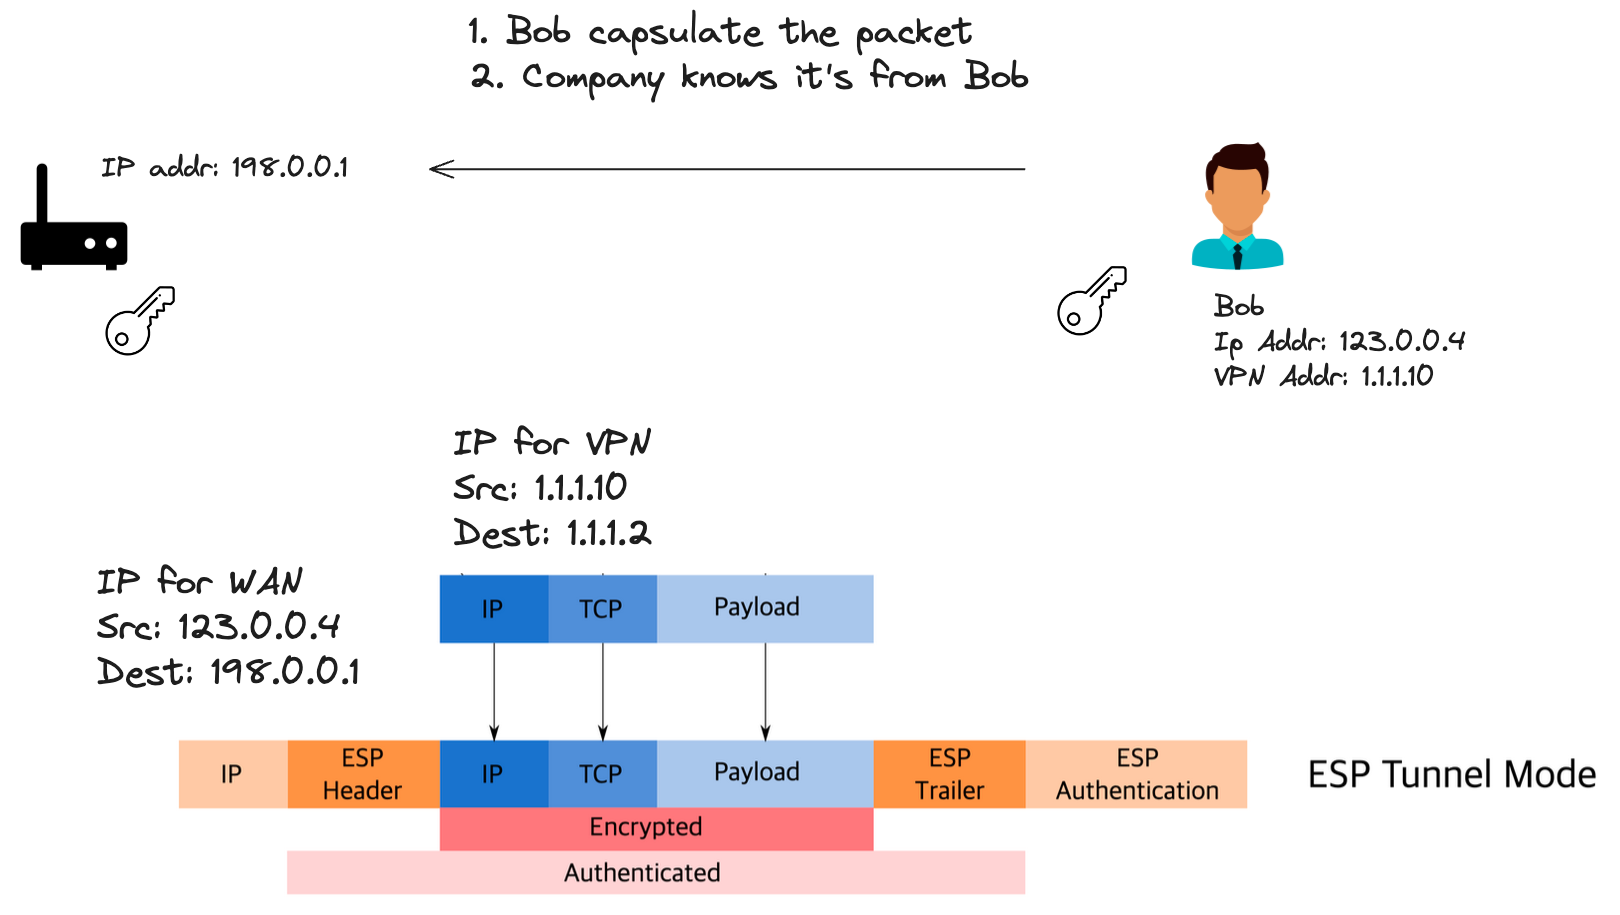 1. Bob capsulate the packet
2. Company knows it's from Bob
IP addr: 198.0.0.1
Bob
Ip Addr: 123.0.0.4
VPN Addr: 1.1.1.10
IP for VPN
Src: 1.1.1.10
Dest: 1.1.1.2
IP for WAN
Src: 123.0.0.4
Dest: 198.0.0.1
IP TCP Payload
IP ESP Header IP TCP Payload ESP Trailer ESP Authentication
ESP Tunnel Mode
Encrypted
Authenticated